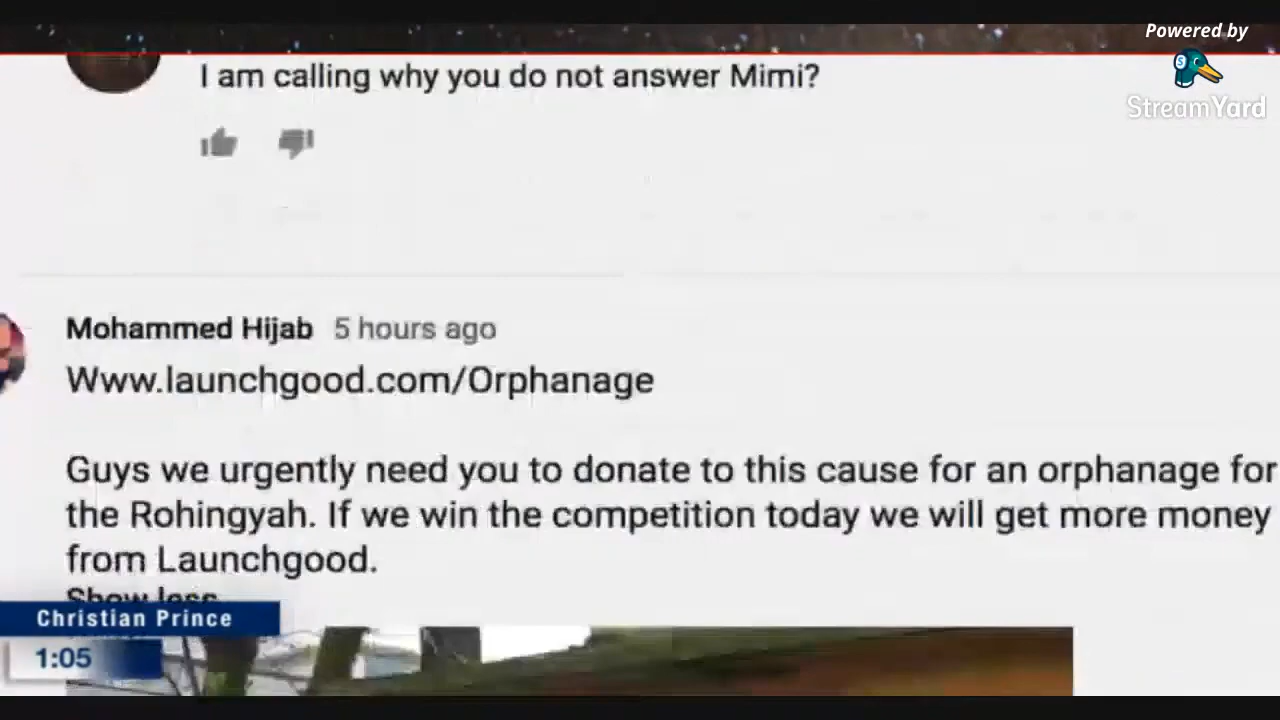 Powered by
StreamYard
I am calling why you do not answer Mimi?
Mohammed Hijab 5 hours ago
Www.launchgood.com/Orphanage
Guys we urgently need you to donate to this cause for an orphanage for
the Rohingyah. If we win the competition today we will get more money
from Launchgood.
Show less
Christian Prince
1:05